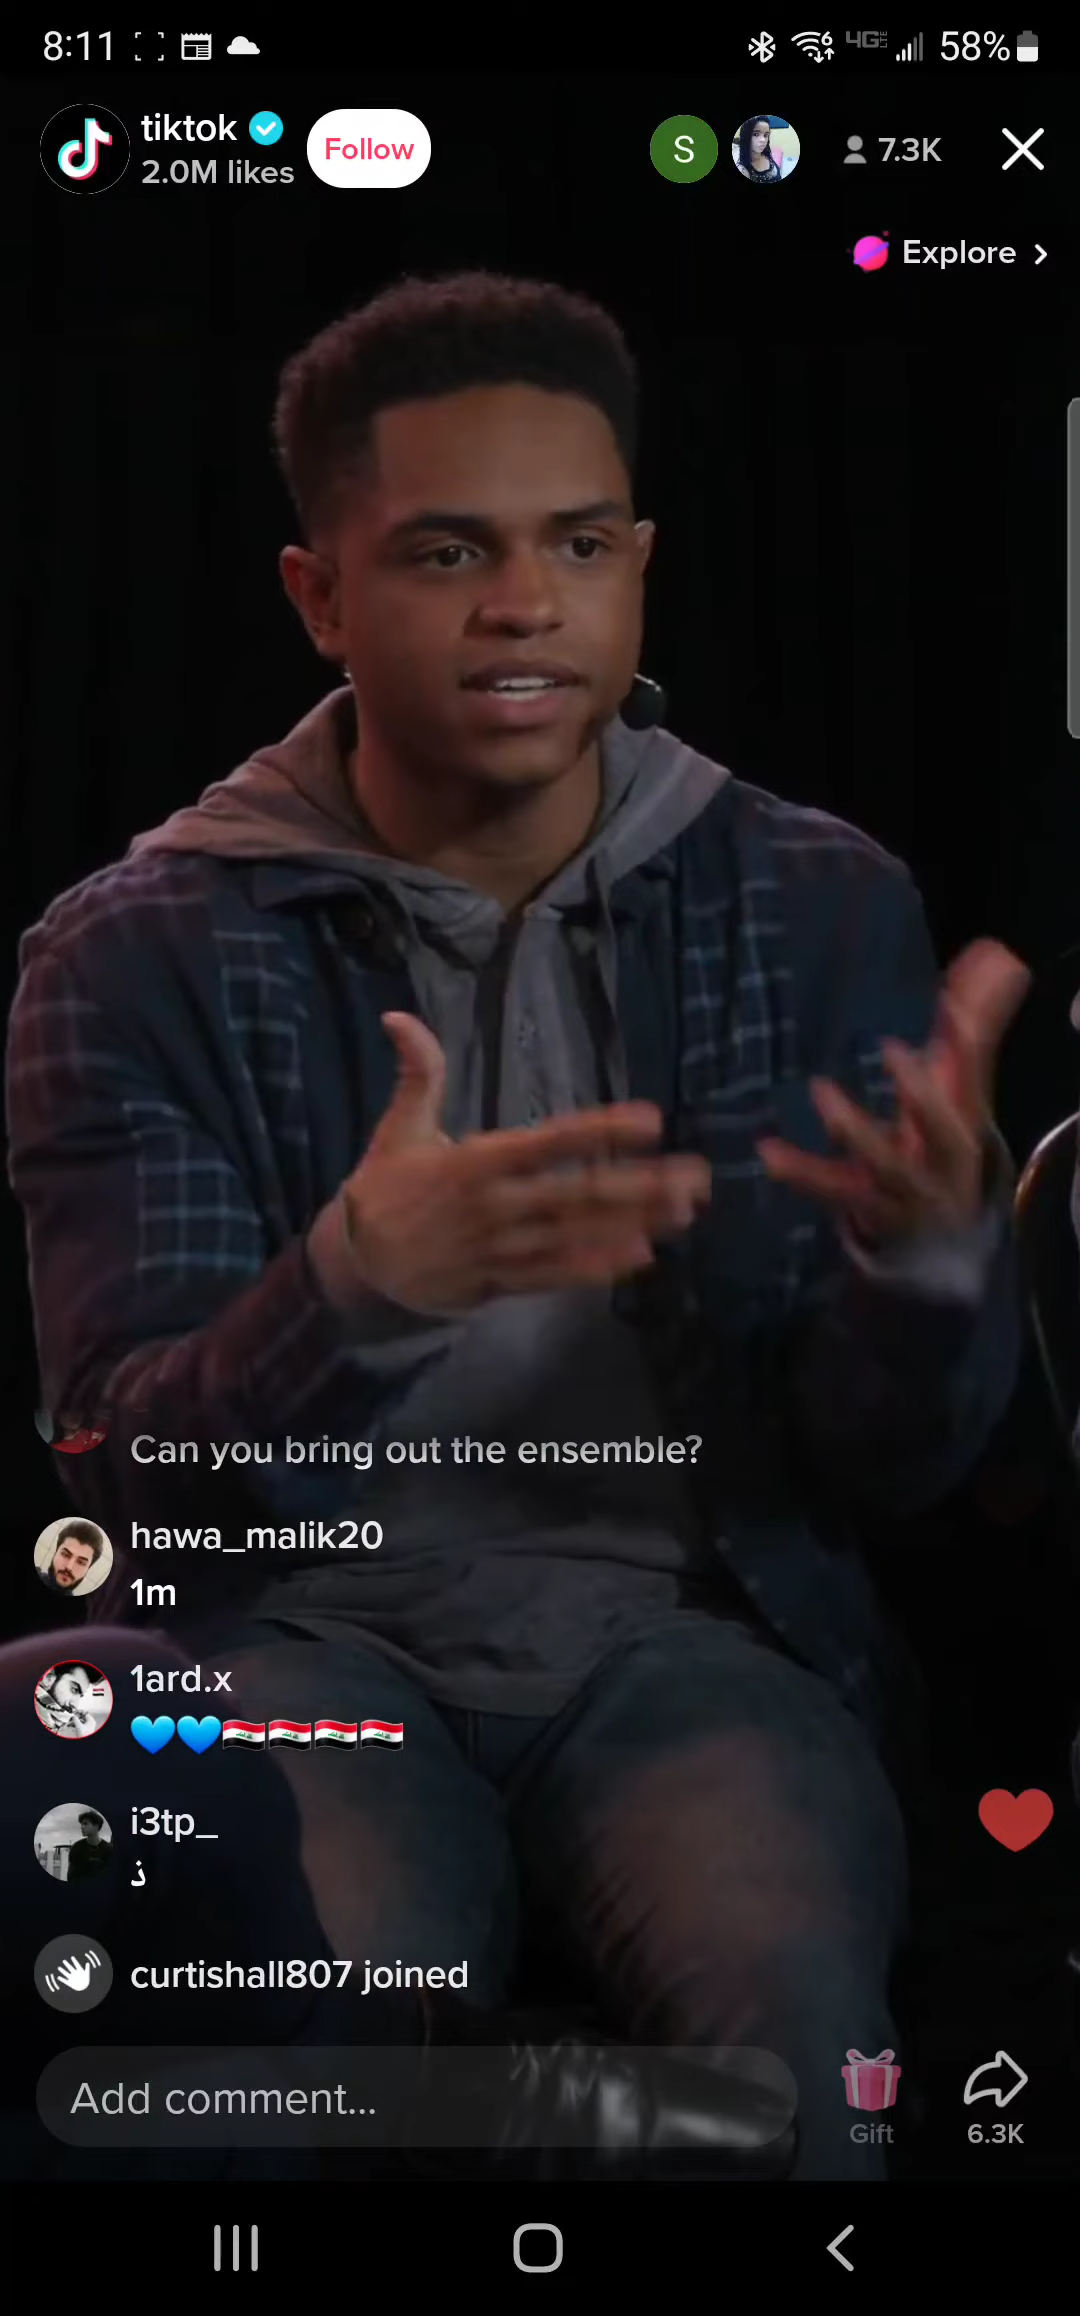 8:11 58%
tiktok
2.0M likes
Follow
S
7.3K
Explore
Can you bring out the ensemble?
hawa_malik20
1m
1ard.x
💙💙🇮🇶🇮🇶🇮🇶🇮🇶
i3tp_
ذ
curtishall807 joined
Add comment...
Gift
6.3K